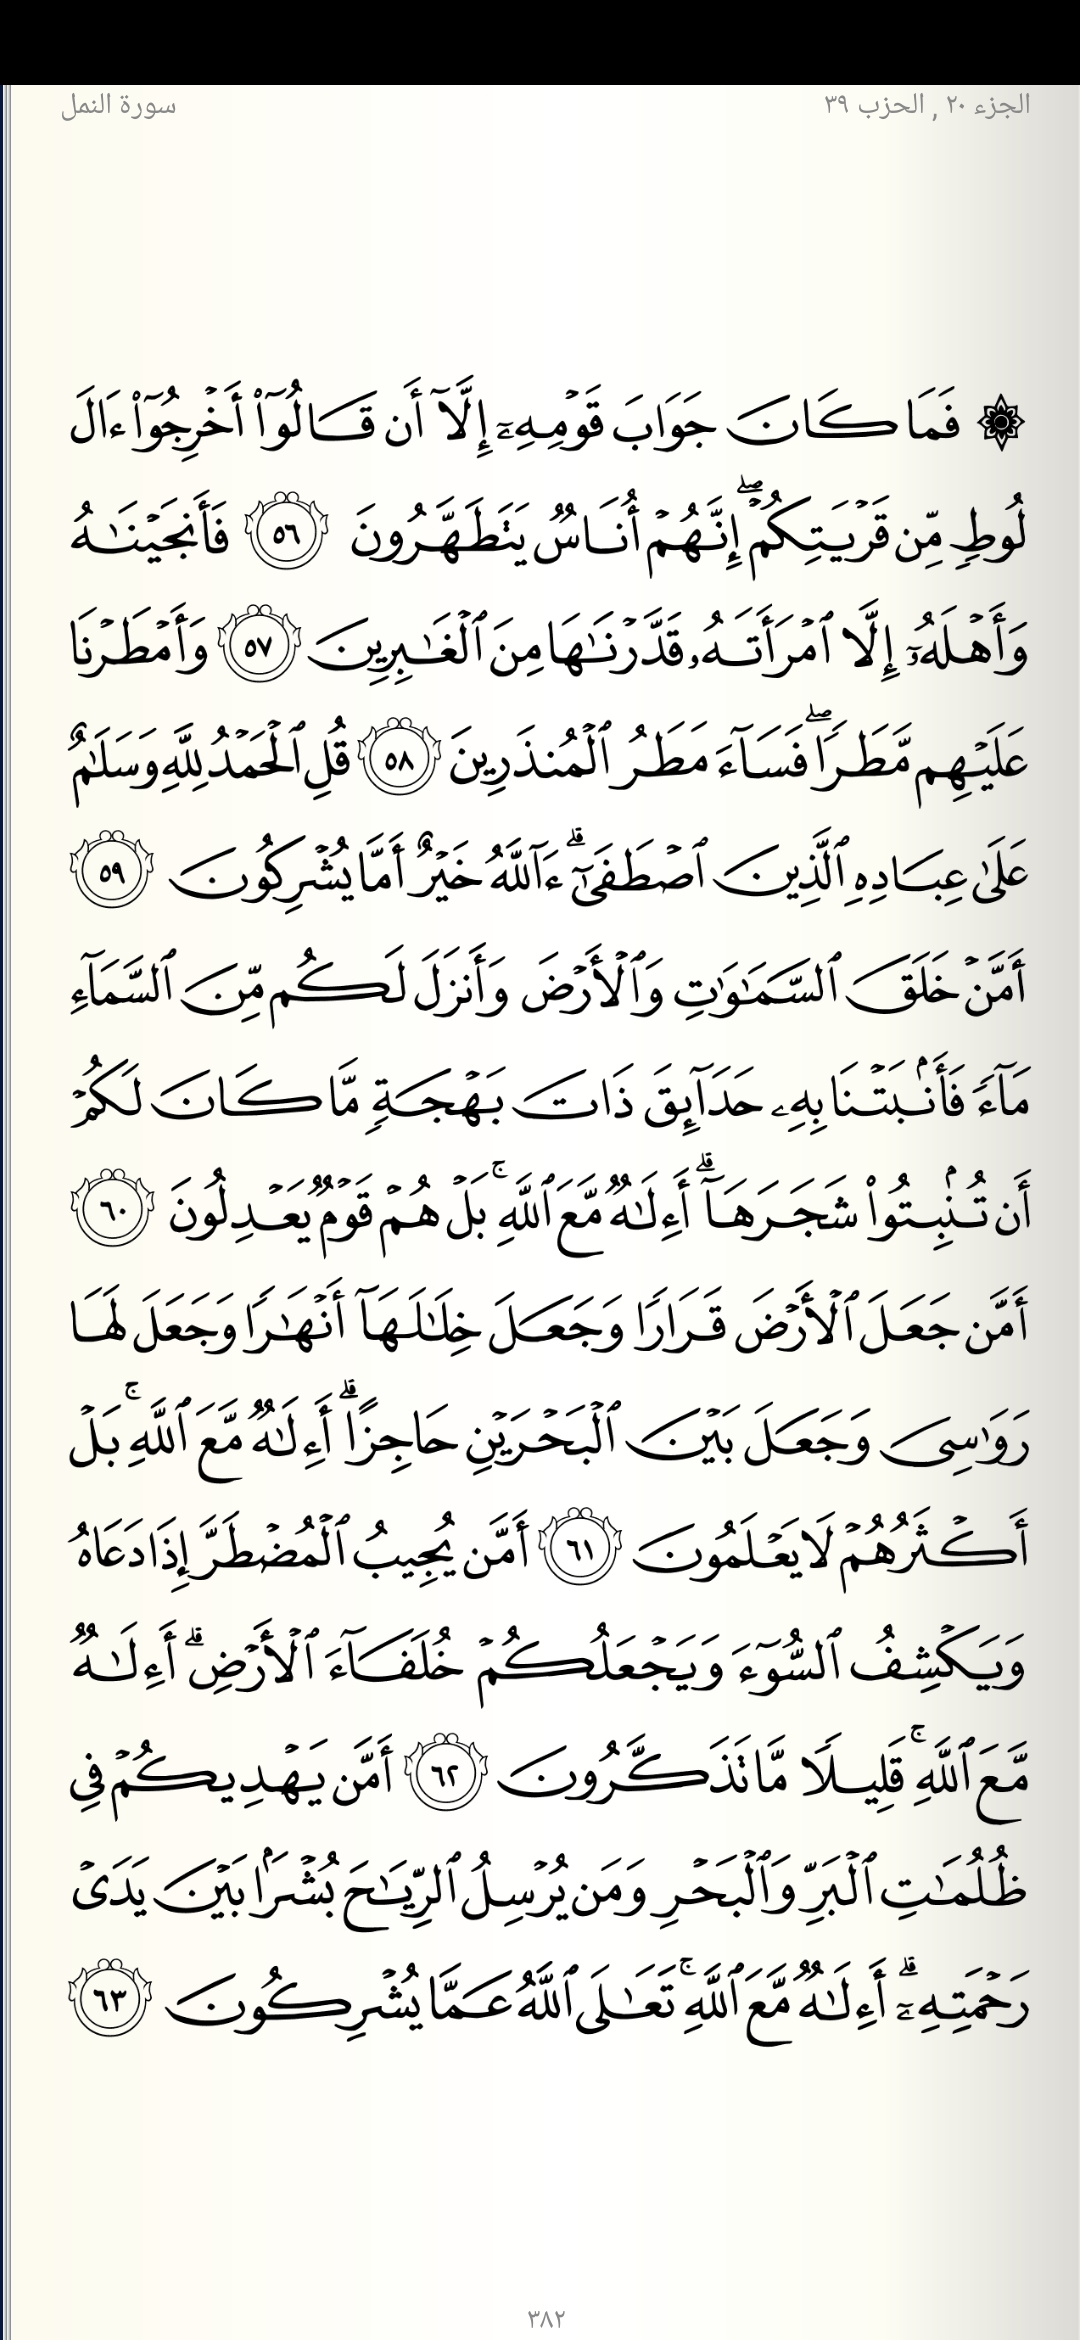 الجزء ٢٠ , الحزب ٣٩
سورة النمل
۞ فَمَا كَانَ جَوَابَ قَوْمِهِۦٓ إِلَّآ أَن قَالُوٓا۟ أَخْرِجُوٓا۟ ءَالَ
لُوطٍ مِّن قَرْيَتِكُمْ ۖ إِنَّهُمْ أُنَاسٌ يَتَطَهَّرُونَ ٥٦ فَأَنجَيْنَـٰهُ
وَأَهْلَهُۥٓ إِلَّا ٱمْرَأَتَهُۥ قَدَّرْنَـٰهَا مِنَ ٱلْغَـٰبِرِينَ ٥٧ وَأَمْطَرْنَا
عَلَيْهِم مَّطَرًا ۖ فَسَآءَ مَطَرُ ٱلْمُنذَرِينَ ٥٨ قُلِ ٱلْحَمْدُ لِلَّهِ وَسَلَـٰمٌ
عَلَىٰ عِبَادِهِ ٱلَّذِينَ ٱصْطَفَىٰٓ ۗ ءَآللَّهُ خَيْرٌ أَمَّا يُشْرِكُونَ ٥٩
أَمَّنْ خَلَقَ ٱلسَّمَـٰوَٰتِ وَٱلْأَرْضَ وَأَنزَلَ لَكُم مِّنَ ٱلسَّمَآءِ
مَآءً فَأَنۢبَتْنَا بِهِۦ حَدَآئِقَ ذَاتَ بَهْجَةٍ مَّا كَانَ لَكُمْ
أَن تُنۢبِتُوا۟ شَجَرَهَآ ۗ أَءِلَـٰهٌ مَّعَ ٱللَّهِ ۚ بَلْ هُمْ قَوْمٌ يَعْدِلُونَ ٦٠
أَمَّن جَعَلَ ٱلْأَرْضَ قَرَارًا وَجَعَلَ خِلَـٰلَهَآ أَنْهَـٰرًا وَجَعَلَ لَهَا
رَوَٰسِىَ وَجَعَلَ بَيْنَ ٱلْبَحْرَيْنِ حَاجِزًا ۗ أَءِلَـٰهٌ مَّعَ ٱللَّهِ ۚ بَلْ
أَكْثَرُهُمْ لَا يَعْلَمُونَ ٦١ أَمَّن يُجِيبُ ٱلْمُضْطَرَّ إِذَا دَعَاهُ
وَيَكْشِفُ ٱلسُّوٓءَ وَيَجْعَلُكُمْ خُلَفَآءَ ٱلْأَرْضِ ۗ أَءِلَـٰهٌ
مَّعَ ٱللَّهِ ۚ قَلِيلًا مَّا تَذَكَّرُونَ ٦٢ أَمَّن يَهْدِيكُمْ فِى
ظُلُمَـٰتِ ٱلْبَرِّ وَٱلْبَحْرِ وَمَن يُرْسِلُ ٱلرِّيَـٰحَ بُشْرًۢا بَيْنَ يَدَىْ
رَحْمَتِهِۦٓ ۗ أَءِلَـٰهٌ مَّعَ ٱللَّهِ ۚ تَعَـٰلَى ٱللَّهُ عَمَّا يُشْرِكُونَ ٦٣
٣٨٢